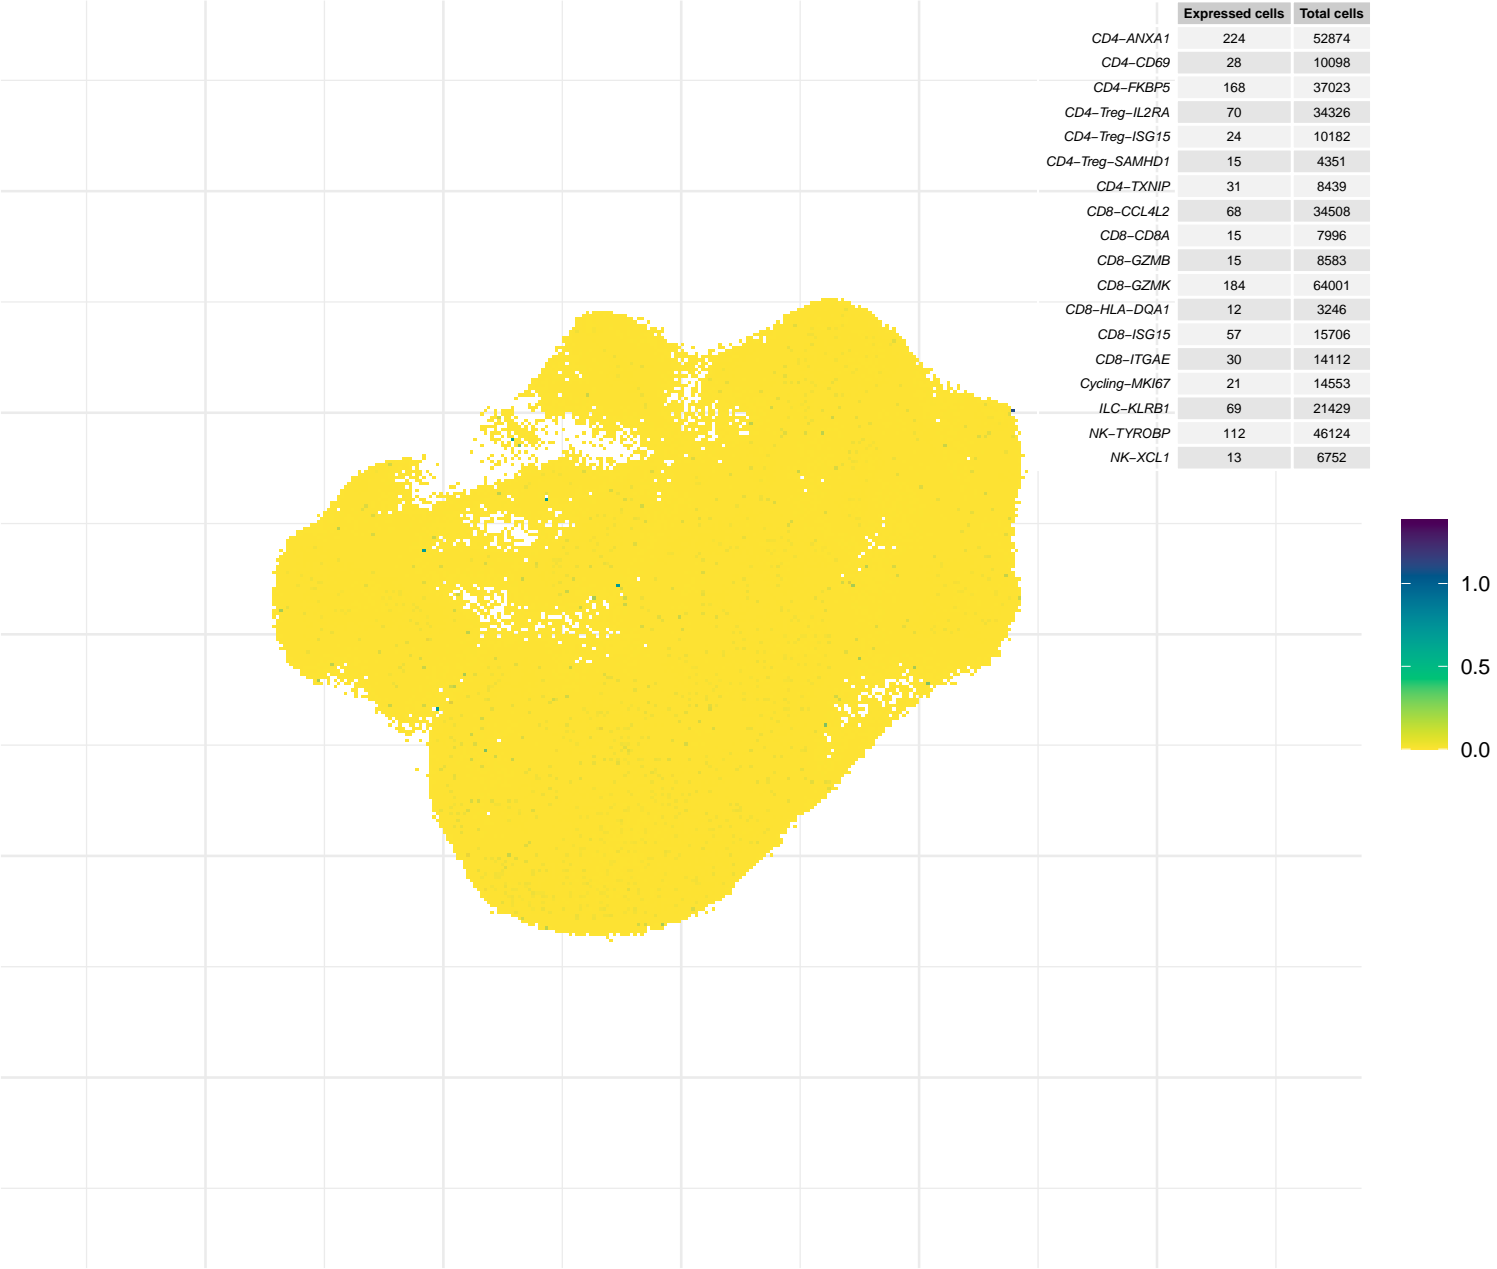 Expressed cells Total cells
CD4−ANXA1 224 52874
CD4−CD69 28 10098
CD4−FKBP5 168 37023
CD4−Treg−IL2RA 70 34326
CD4−Treg−ISG15 24 10182
CD4−Treg−SAMHD1 15 4351
CD4−TXNIP 31 8439
CD8−CCL4L2 68 34508
CD8−CD8A 15 7996
CD8−GZMB 15 8583
CD8−GZMK 184 64001
CD8−HLA−DQA1 12 3246
CD8−ISG15 57 15706
CD8−ITGAE 30 14112
Cycling−MKI67 21 14553
ILC−KLRB1 69 21429
NK−TYROBP 112 46124
NK−XCL1 13 6752
1.0
0.5
0.0